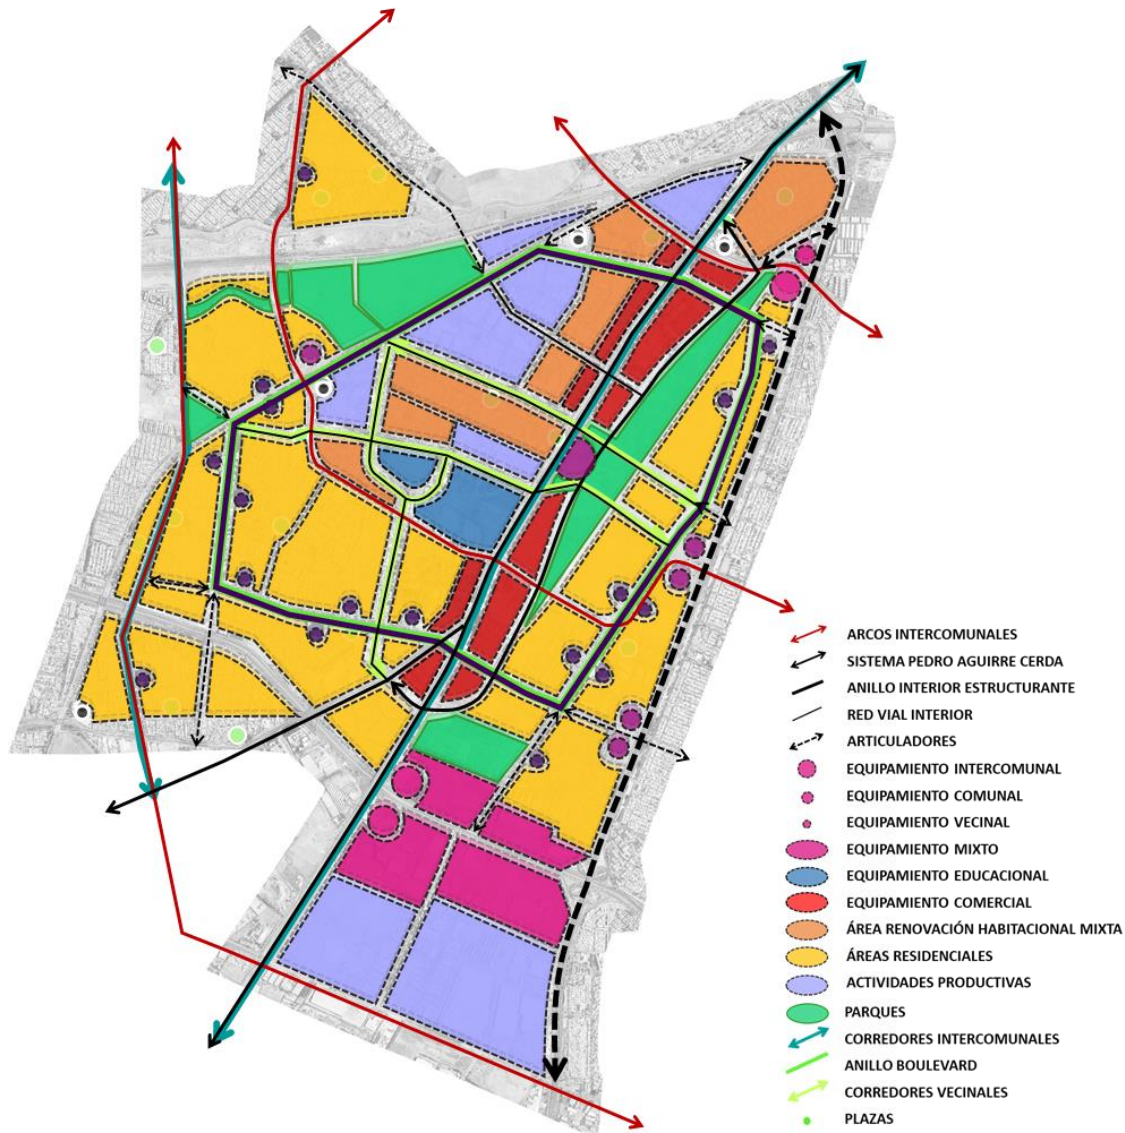 ARCOS INTERCOMUNALES
SISTEMA PEDRO AGUIRRE CERDA
ANILLO INTERIOR ESTRUCTURANTE
RED VIAL INTERIOR
ARTICULADORES
EQUIPAMIENTO INTERCOMUNAL
EQUIPAMIENTO COMUNAL
EQUIPAMIENTO VECINAL
EQUIPAMIENTO MIXTO
EQUIPAMIENTO EDUCACIONAL
EQUIPAMIENTO COMERCIAL
ÁREA RENOVACIÓN HABITACIONAL MIXTA
ÁREAS RESIDENCIALES
ACTIVIDADES PRODUCTIVAS
PARQUES
CORREDORES INTERCOMUNALES
ANILLO BOULEVARD
CORREDORES VECINALES
PLAZAS